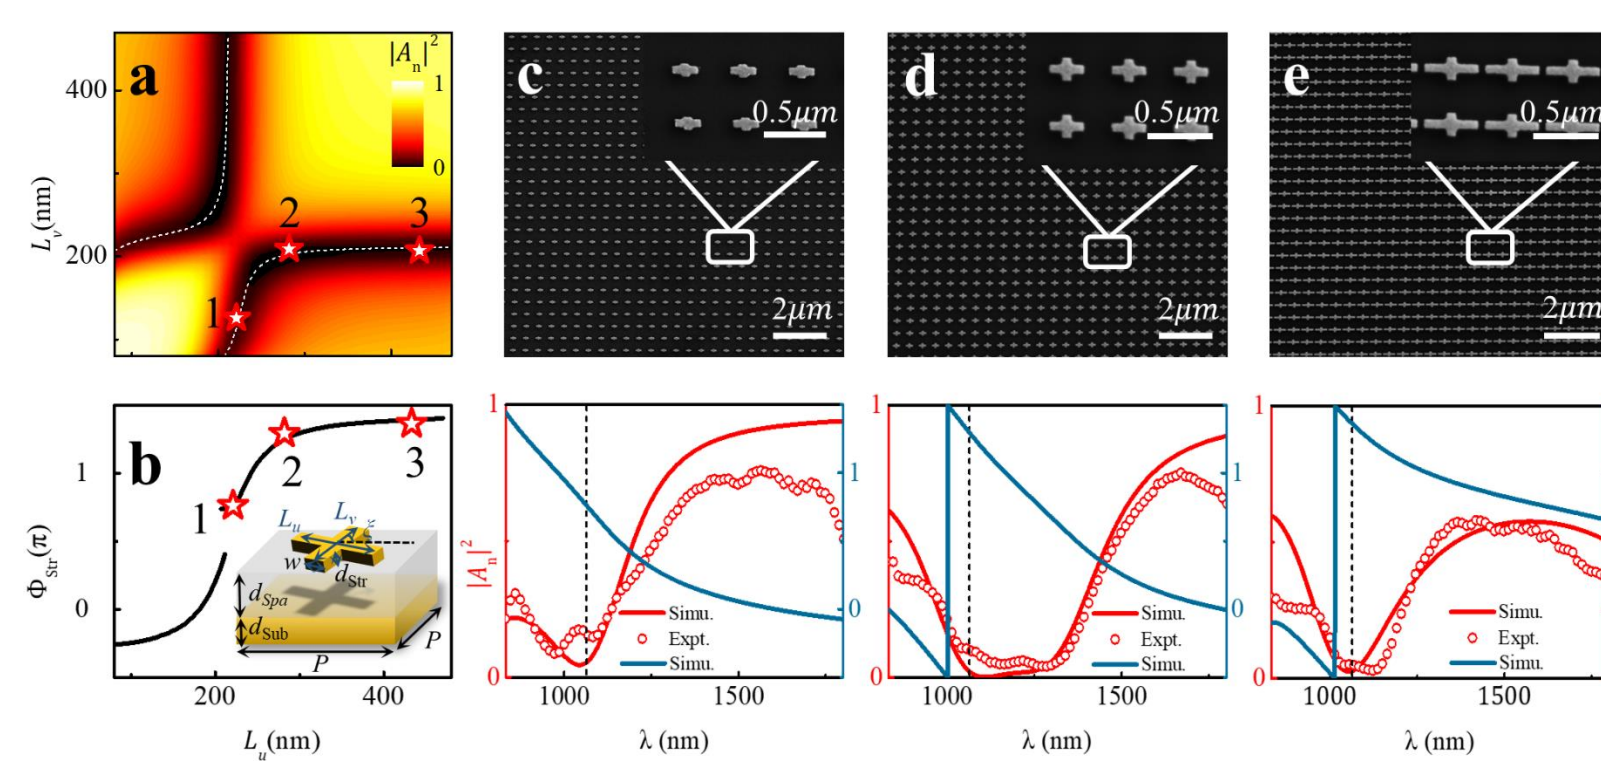 a
|Aₙ|²
1
0
400
200
Lᵥ(nm)
1
2
3
c
0.5μm
2μm
d
0.5μm
2μm
e
0.5μm
2μm
b
1
0
Φ_Str(π)
1
2
3
L_u
L_v
ξ
w
d_Str
d_Spa
d_Sub
P
P
200
400
L_u(nm)
1
0
Simu.
Expt.
Simu.
1
0
1000
1500
λ (nm)
1
0
|Aₙ|²
Simu.
Expt.
Simu.
1
0
1000
1500
λ (nm)
1
0
Simu.
Expt.
Simu.
1000
1500
λ (nm)